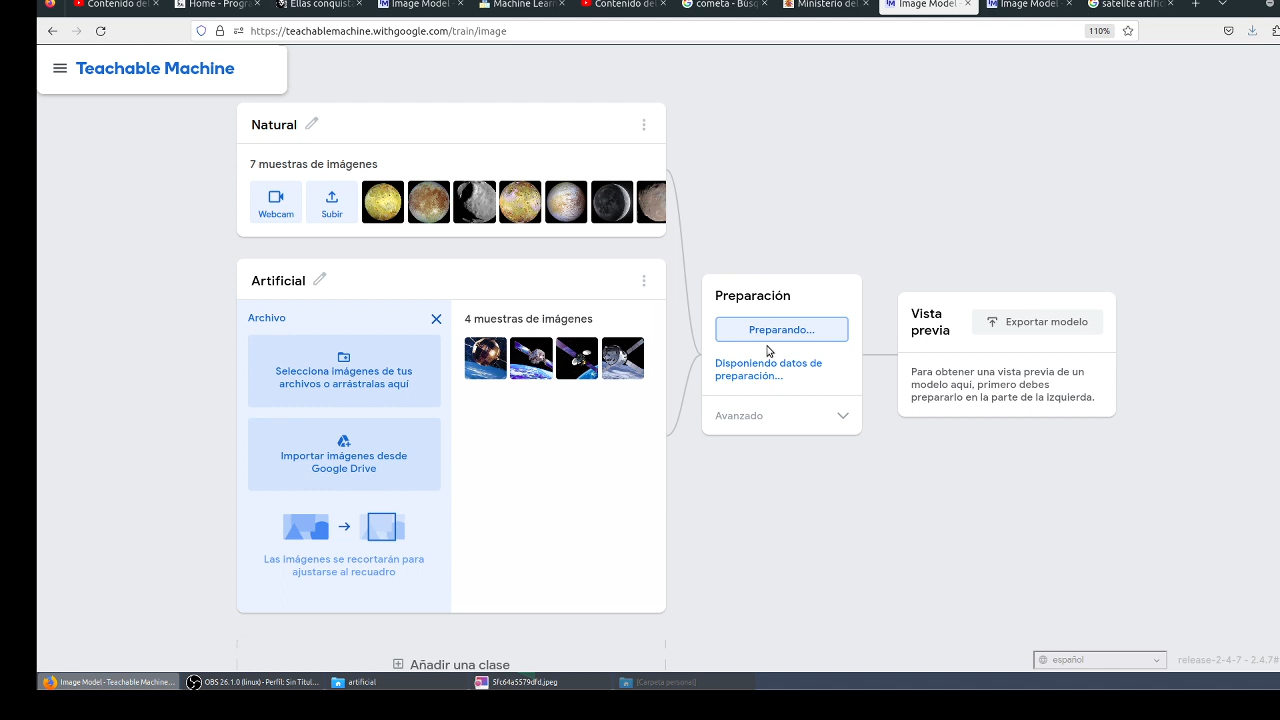 Contenido del
Home - Progra
Ellas conquist
Image Model -
Machine Learn
Contenido del
cometa - Búsq
Ministerio del
Image Model -
Image Model -
satelite artific
https://teachablemachine.withgoogle.com/train/image
110%
Teachable Machine
Natural
7 muestras de imágenes
Webcam
Subir
Artificial
Archivo
4 muestras de imágenes
Selecciona imágenes de tus
archivos o arrástralas aquí
Importar imágenes desde
Google Drive
Las imágenes se recortarán para
ajustarse al recuadro
Preparación
Preparando...
Disponiendo datos de
preparación...
Avanzado
Vista
previa
Exportar modelo
Para obtener una vista previa de un
modelo aquí, primero debes
prepararlo en la parte de la izquierda.
Añadir una clase
español
release-2-4-7 - 2.4.7#
Image Model - Teachable Machine...
OBS 26.1.0 (linux) - Perfil: Sin Titul...
artificial
5fc64a5579dfd.jpeg
[Carpeta personal]